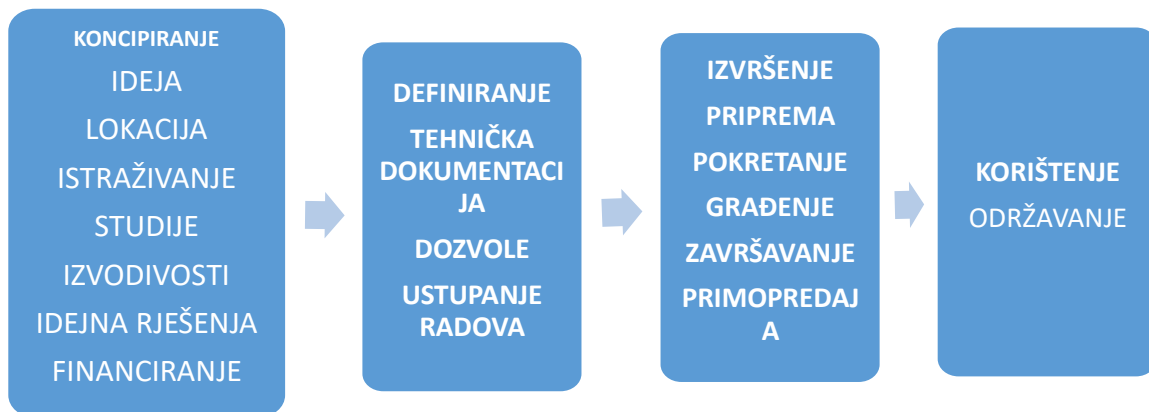 KONCIPIRANJE
IDEJA
LOKACIJA
ISTRAŽIVANJE
STUDIJE
IZVODIVOSTI
IDEJNA RJEŠENJA
FINANCIRANJE
DEFINIRANJE
TEHNIČKA
DOKUMENTACI
JA
DOZVOLE
USTUPANJE
RADOVA
IZVRŠENJE
PRIPREMA
POKRETANJE
GRAĐENJE
ZAVRŠAVANJE
PRIMOPREDAJ
A
KORIŠTENJE
ODRŽAVANJE